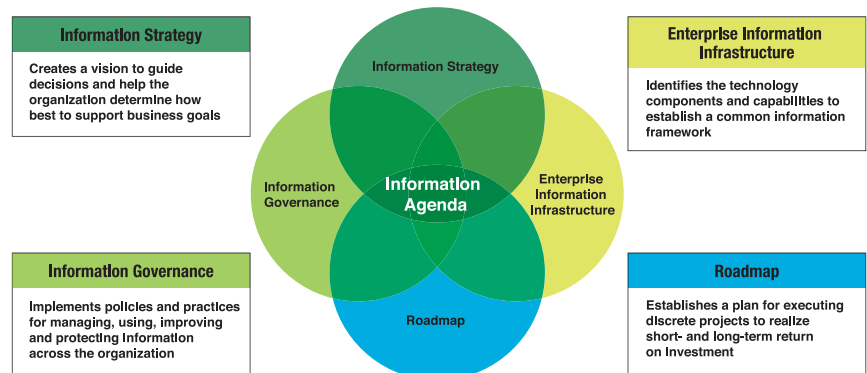 Information Strategy
Creates a vision to guide
decisions and help the
organization determine how
best to support business goals
Information Strategy
Enterprise Information
Infrastructure
Identifies the technology
components and capabilities to
establish a common information
framework
Information
Governance
Information
Agenda
Enterprise
Information
Infrastructure
Information Governance
Implements policies and practices
for managing, using, improving
and protecting information
across the organization
Roadmap
Roadmap
Establishes a plan for executing
discrete projects to realize
short- and long-term return
on investment